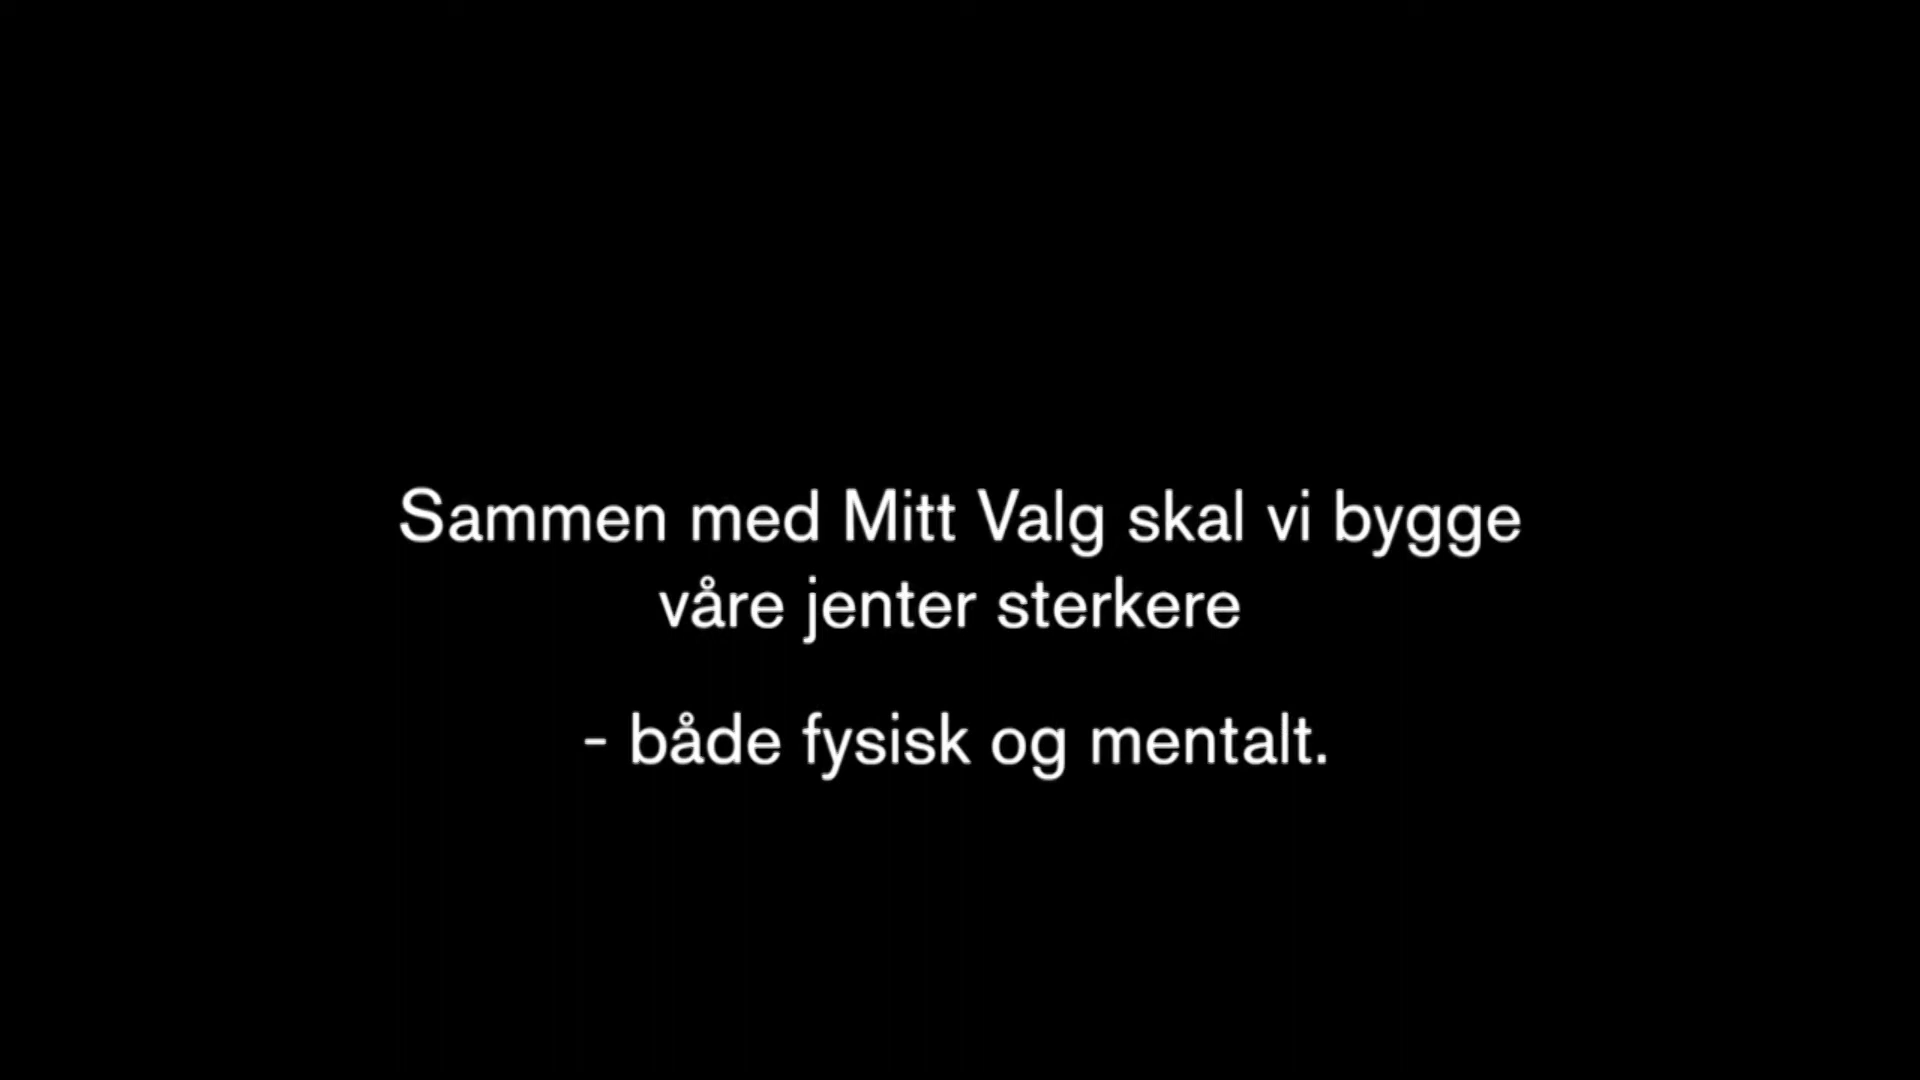 Sammen med Mitt Valg skal vi bygge
våre jenter sterkere
- både fysisk og mentalt.